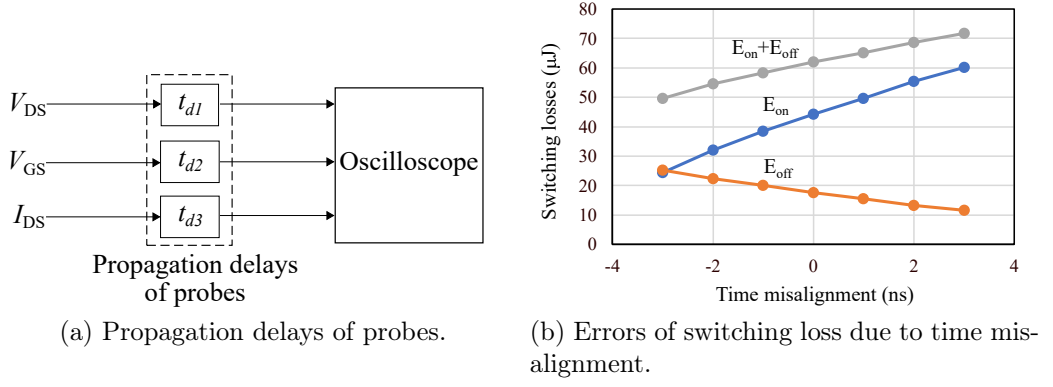 V_DS
t_d1
V_GS
t_d2
Oscilloscope
I_DS
t_d3
Propagation delays
of probes
(a) Propagation delays of probes.
Switching losses (μJ)
80
70
60
50
40
30
20
10
0
E_on+E_off
E_on
E_off
-4
-2
0
2
4
Time misalignment (ns)
(b) Errors of switching loss due to time mis-
alignment.